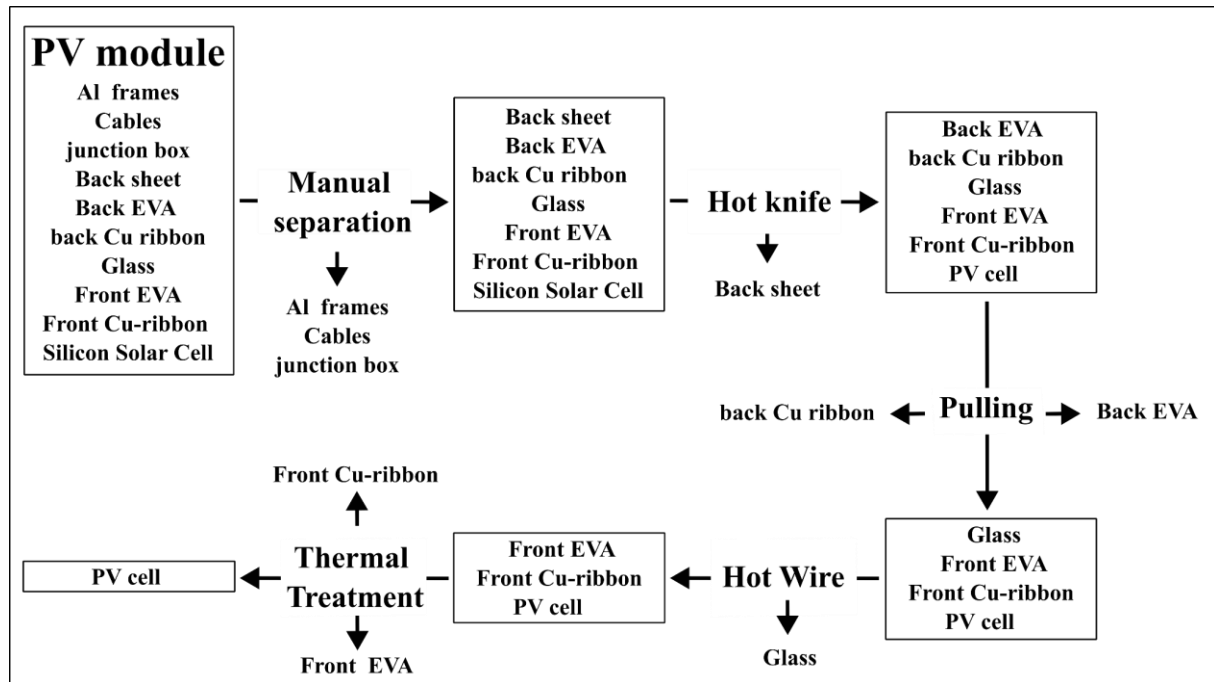 PV module
Al frames
Cables
junction box
Back sheet
Back EVA
back Cu ribbon
Glass
Front EVA
Front Cu-ribbon
Silicon Solar Cell
Manual
separation
Al frames
Cables
junction box
Back sheet
Back EVA
back Cu ribbon
Glass
Front EVA
Front Cu-ribbon
Silicon Solar Cell
Hot knife
Back sheet
Back EVA
back Cu ribbon
Glass
Front EVA
Front Cu-ribbon
PV cell
back Cu ribbon
Pulling
Back EVA
Glass
Front EVA
Front Cu-ribbon
PV cell
Hot Wire
Glass
Front EVA
Front Cu-ribbon
PV cell
Front Cu-ribbon
Thermal
Treatment
Front EVA
PV cell